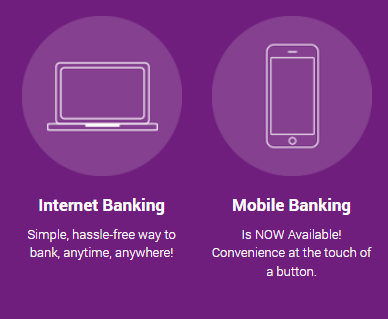 Internet Banking
Simple, hassle-free way to
bank, anytime, anywhere!
Mobile Banking
Is NOW Available!
Convenience at the touch of
a button.